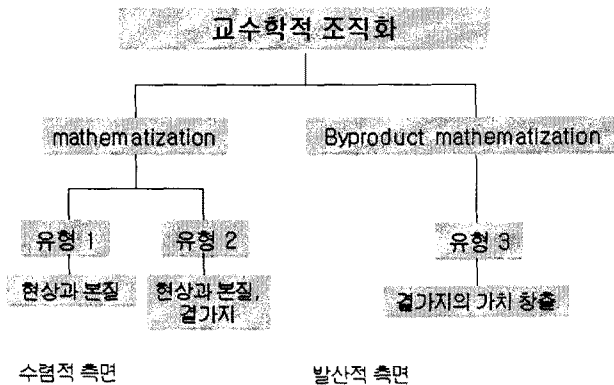 교수학적 조직화
mathematization
Byproduct mathematization
유형 1
유형 2
유형 3
현상과 본질
현상과 본질,
곁가지
곁가지의 가치 창출
수렴적 측면
발산적 측면